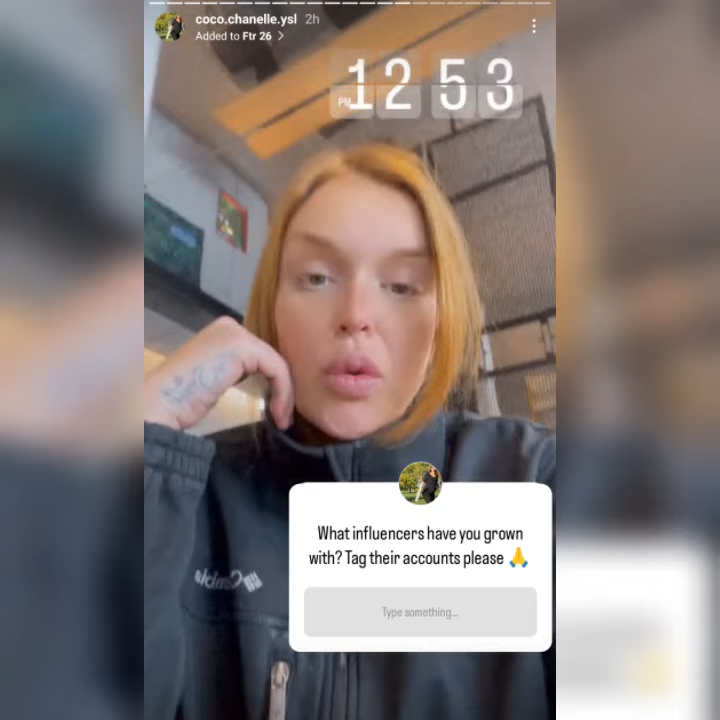 coco.chanelle.ysl 2h
Added to Ftr 26
PM 12 53
What influencers have you grown
with? Tag their accounts please 🙏
Type something...